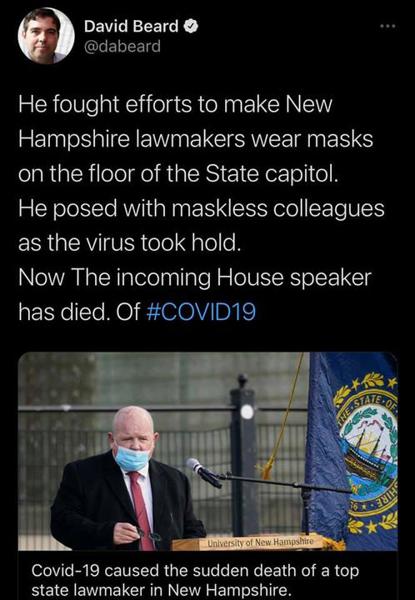 David Beard
@dabeard
He fought efforts to make New
Hampshire lawmakers wear masks
on the floor of the State capitol.
He posed with maskless colleagues
as the virus took hold.
Now The incoming House speaker
has died. Of #COVID19
THE STATE OF
University of New Hampshire
Covid-19 caused the sudden death of a top
state lawmaker in New Hampshire.